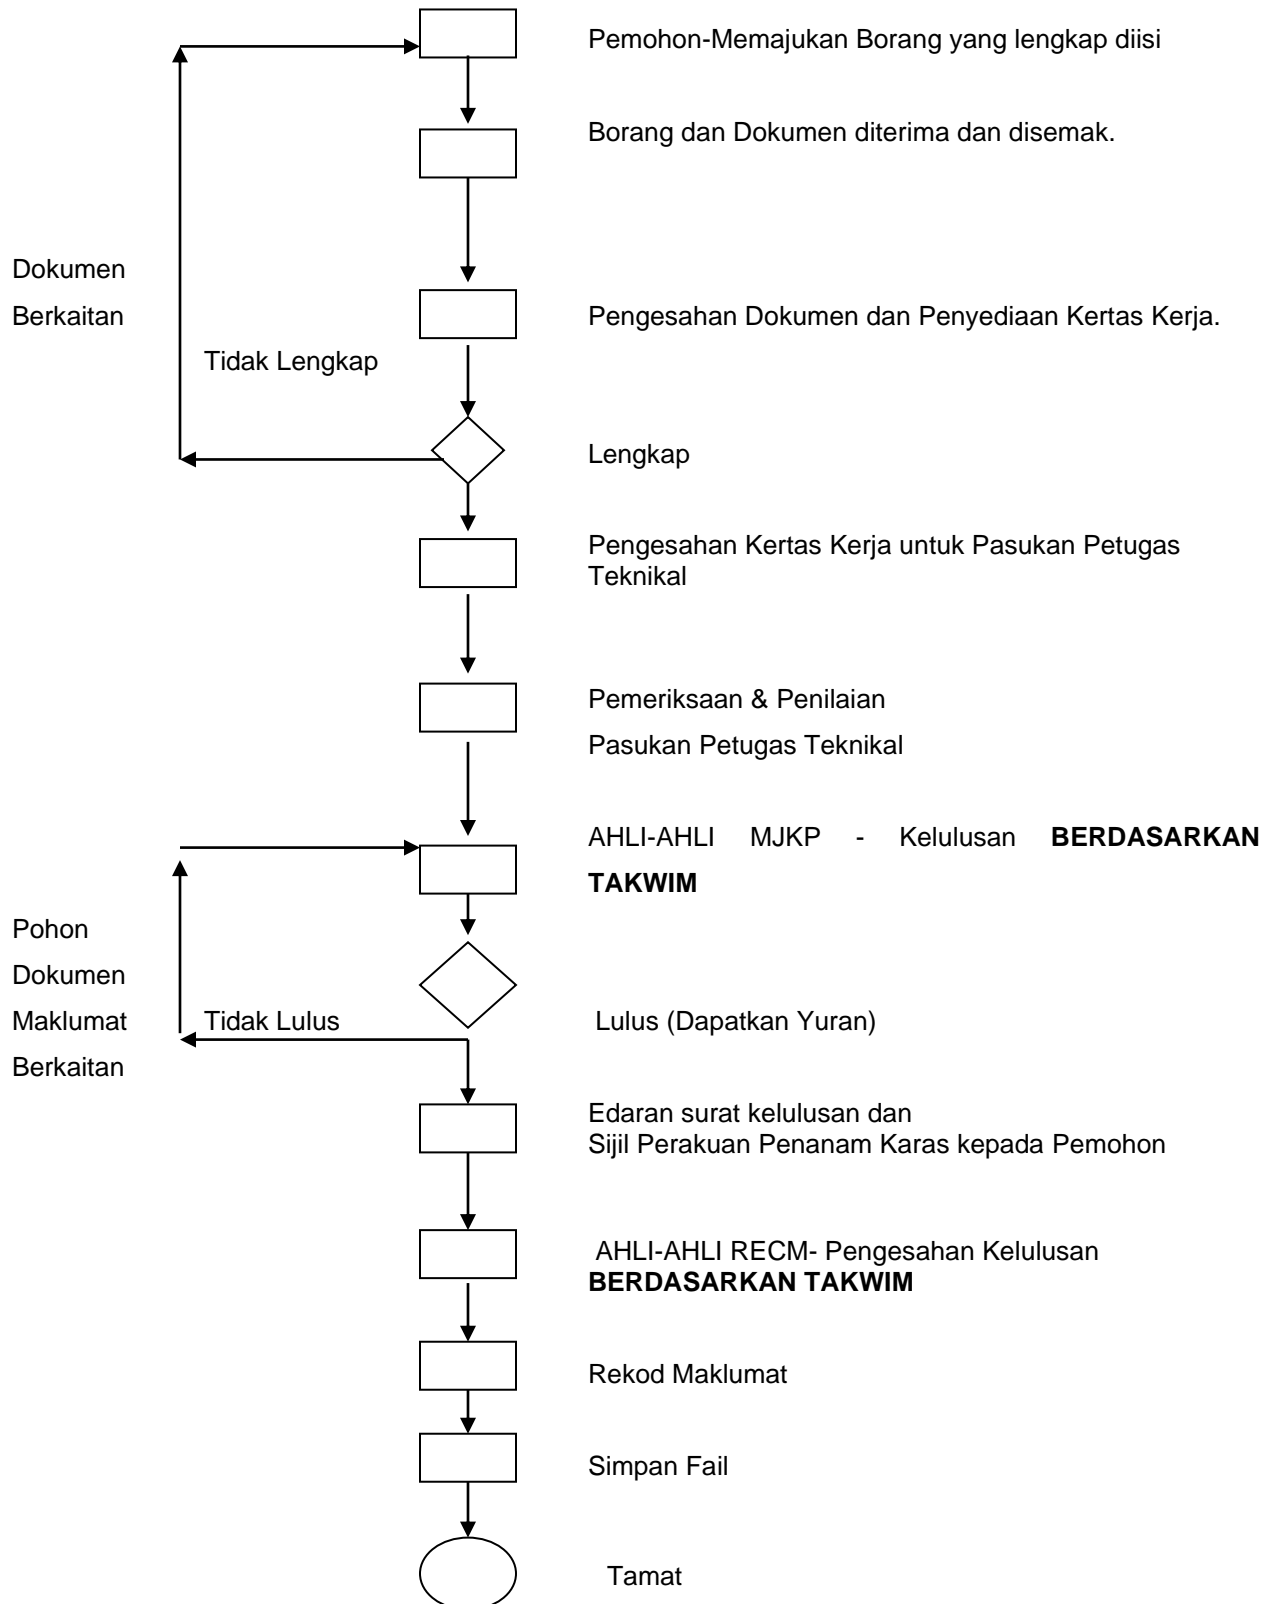 Pemohon-Memajukan Borang yang lengkap diisi
Borang dan Dokumen diterima dan disemak.
Dokumen
Berkaitan
Pengesahan Dokumen dan Penyediaan Kertas Kerja.
Tidak Lengkap
Lengkap
Pengesahan Kertas Kerja untuk Pasukan Petugas
Teknikal
Pemeriksaan & Penilaian
Pasukan Petugas Teknikal
AHLI-AHLI MJKP - Kelulusan BERDASARKAN
TAKWIM
Pohon
Dokumen
Maklumat
Berkaitan
Tidak Lulus
Lulus (Dapatkan Yuran)
Edaran surat kelulusan dan
Sijil Perakuan Penanam Karas kepada Pemohon
AHLI-AHLI RECM- Pengesahan Kelulusan
BERDASARKAN TAKWIM
Rekod Maklumat
Simpan Fail
Tamat